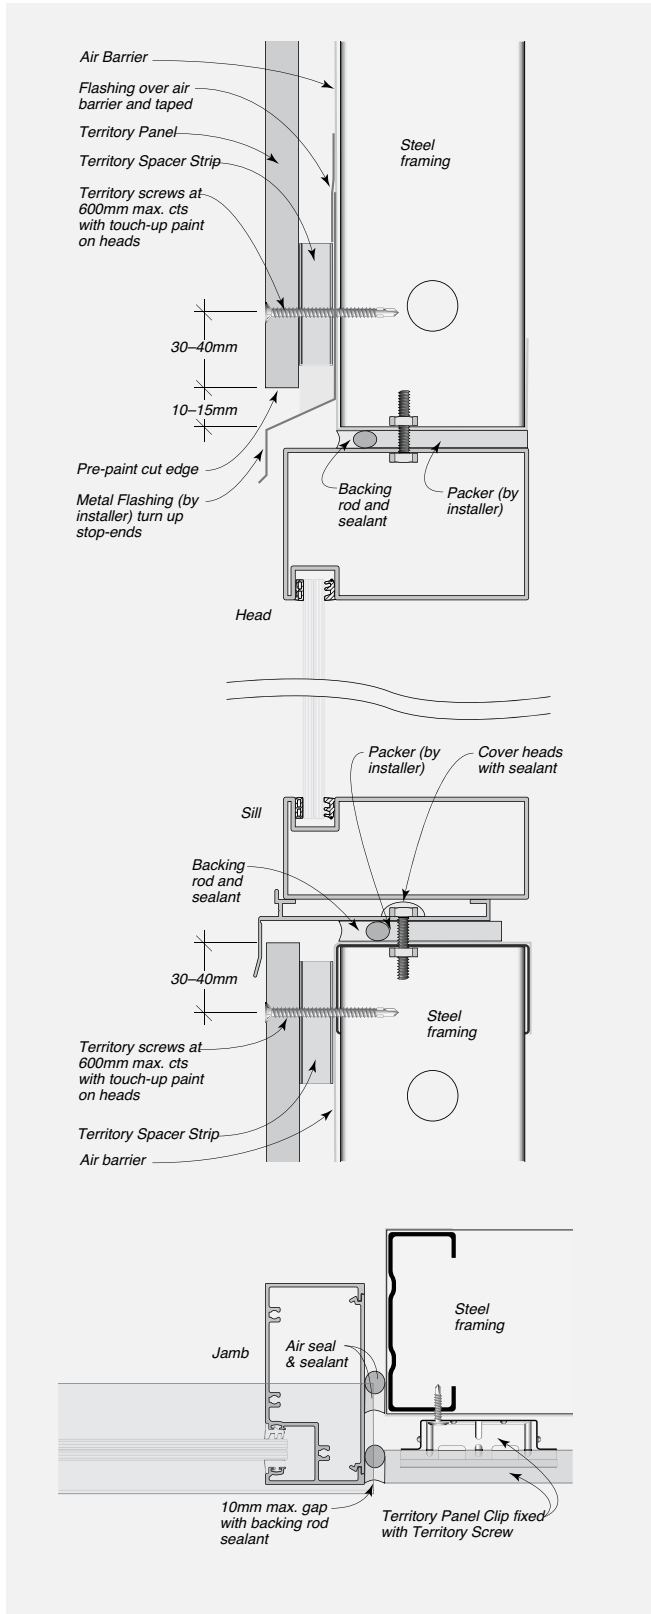 Air Barrier
Flashing over air
barrier and taped
Territory Panel
Territory Spacer Strip
Territory screws at
600mm max. cts
with touch-up paint
on heads
Steel
framing
30–40mm
10–15mm
Pre-paint cut edge
Metal Flashing (by
installer) turn up
stop-ends
Backing
rod and
sealant
Packer (by
installer)
Head
Packer (by
installer)
Cover heads
with sealant
Sill
Backing
rod and
sealant
30–40mm
Steel
framing
Territory screws at
600mm max. cts
with touch-up paint
on heads
Territory Spacer Strip
Air barrier
Steel
framing
Jamb
Air seal
& sealant
10mm max. gap
with backing rod
sealant
Territory Panel Clip fixed
with Territory Screw